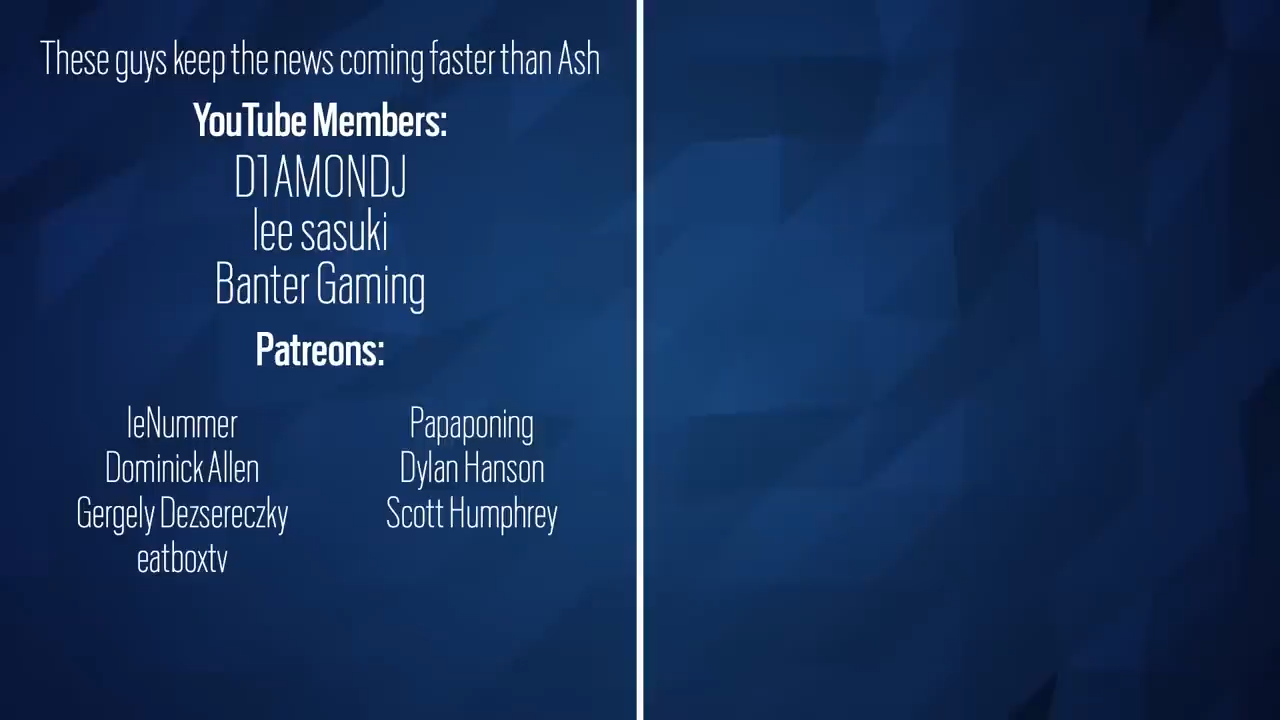 These guys keep the news coming faster than Ash
YouTube Members:
D1AMONDJ
lee sasuki
Banter Gaming
Patreons:
leNummer
Dominick Allen
Gergely Dezsereczky
eatboxtv
Papaponing
Dylan Hanson
Scott Humphrey